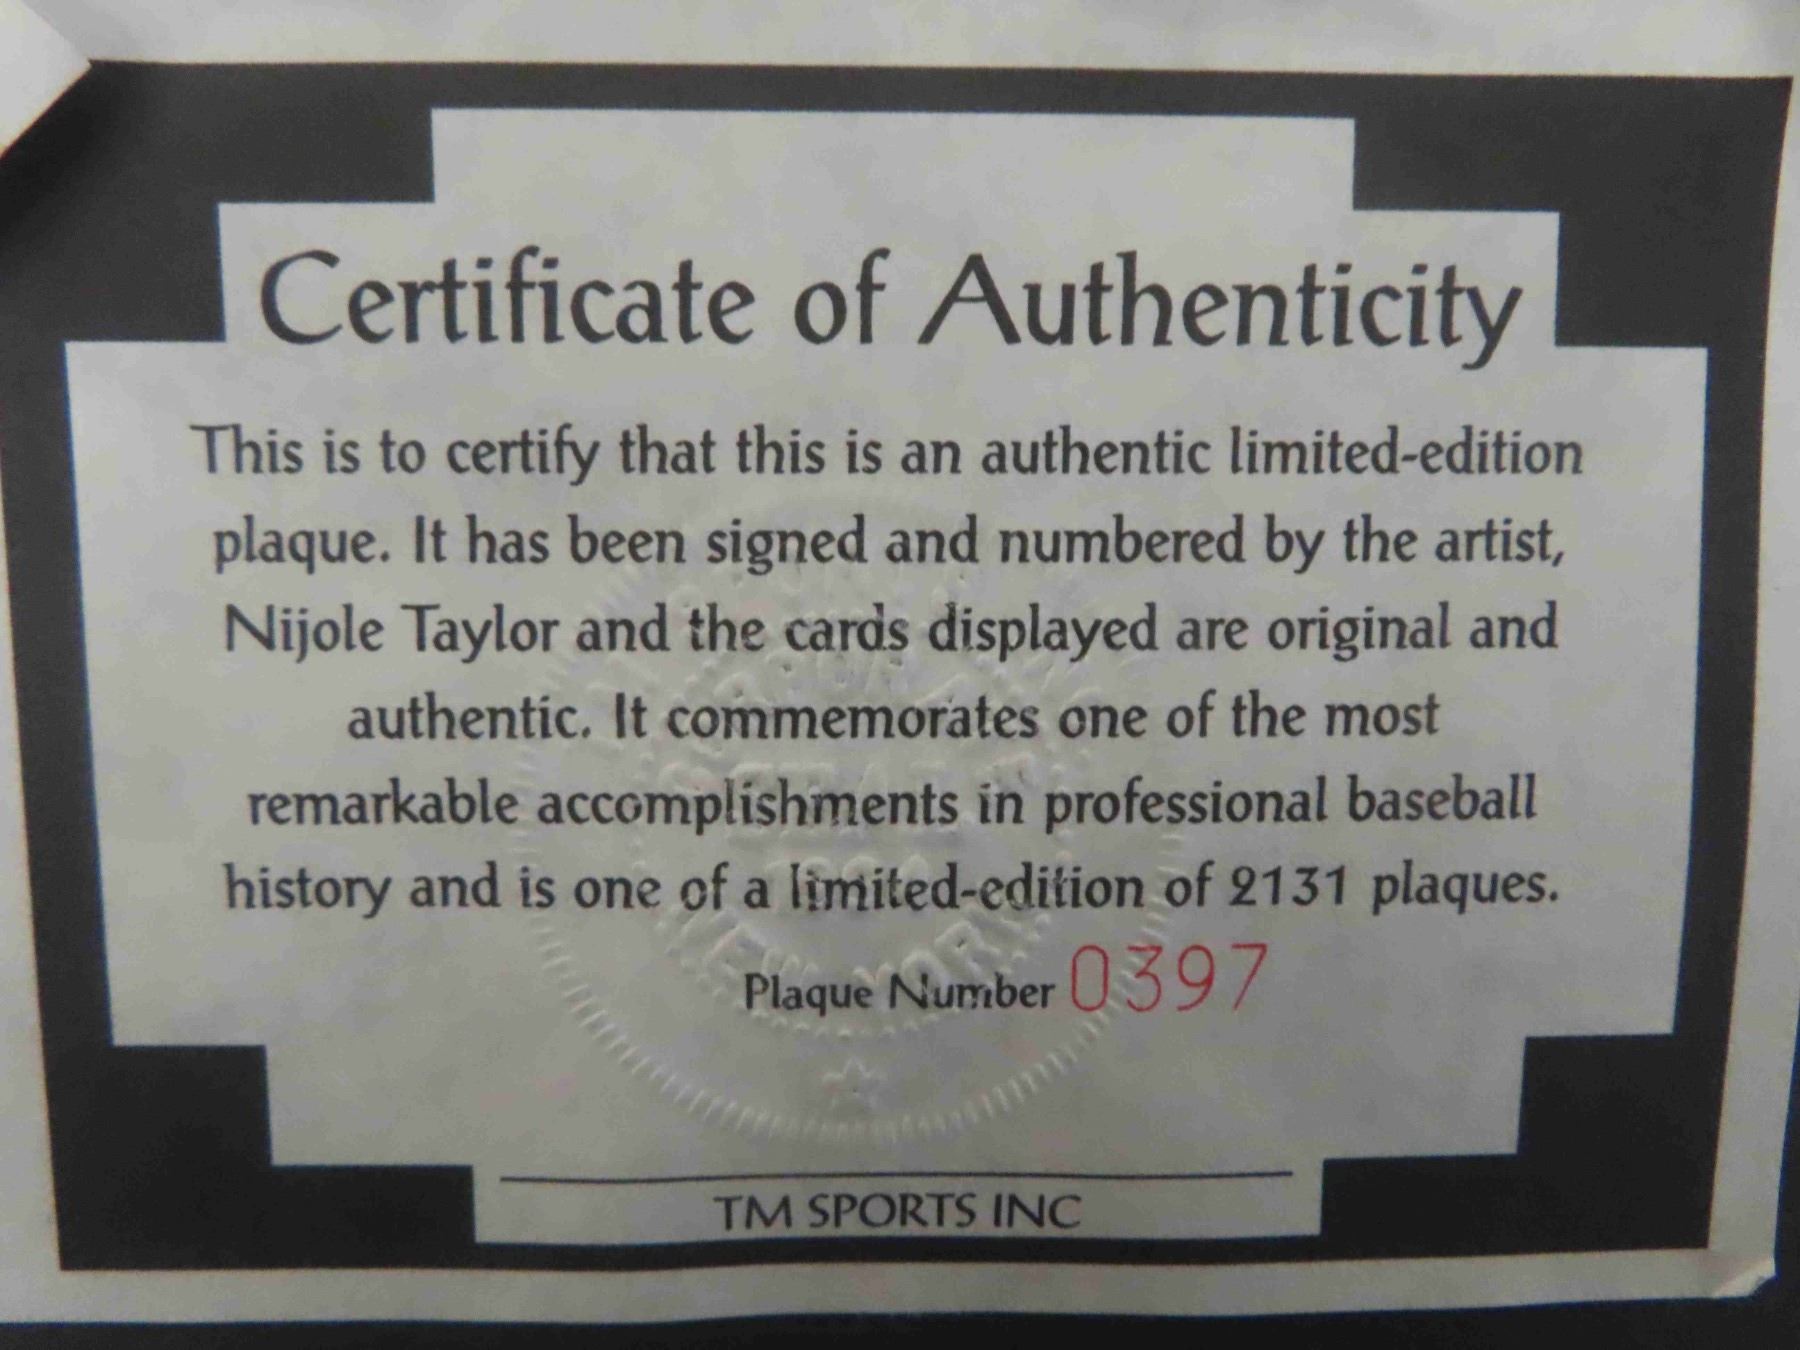 Certificate of Authenticity
This is to certify that this is an authentic limited-edition
plaque. It has been signed and numbered by the artist,
Nijole Taylor and the cards displayed are original and
authentic. It commemorates one of the most
remarkable accomplishments in professional baseball
history and is one of a limited-edition of 2131 plaques.
Plaque Number 0397
NEW YORK
TM SPORTS INC